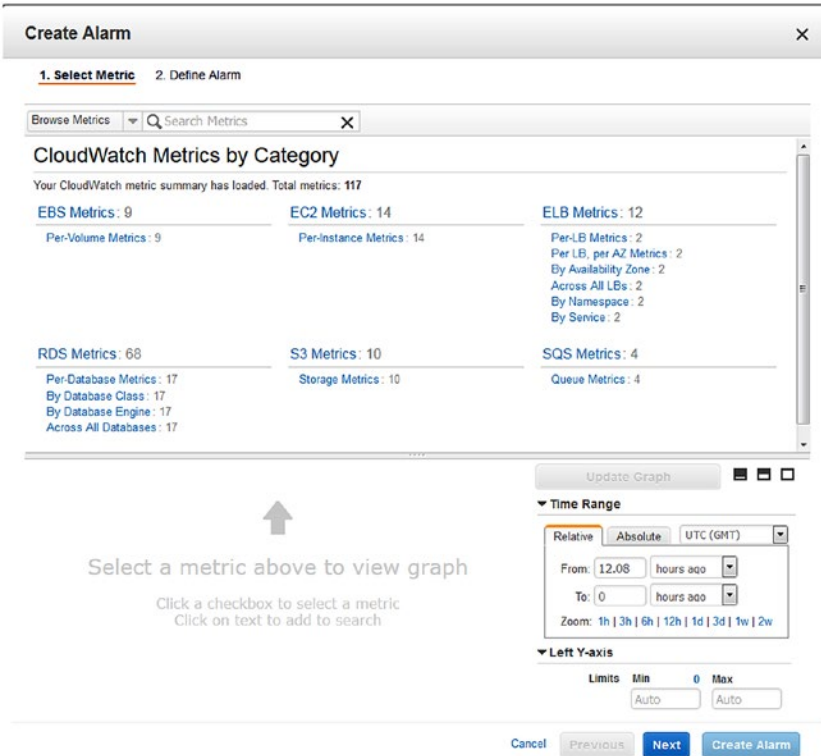 Create Alarm
1. Select Metric 2. Define Alarm
Browse Metrics Search Metrics
CloudWatch Metrics by Category
Your CloudWatch metric summary has loaded. Total metrics: 117
EBS Metrics: 9 EC2 Metrics: 14 ELB Metrics: 12
Per-Volume Metrics: 9 Per-Instance Metrics: 14 Per-LB Metrics: 2
Per LB, per AZ Metrics: 2
By Availability Zone: 2
Across All LBs: 2
By Namespace: 2
By Service: 2
RDS Metrics: 68 S3 Metrics: 10 SQS Metrics: 4
Per-Database Metrics: 17 Storage Metrics: 10 Queue Metrics: 4
By Database Class: 17
By Database Engine: 17
Across All Databases: 17
Update Graph
Time Range
Relative Absolute UTC (GMT)
Select a metric above to view graph
From: 12.08 hours ago
Click a checkbox to select a metric
To: 0 hours ago
Click on text to add to search
Zoom: 1h | 3h | 6h | 12h | 1d | 3d | 1w | 2w
Left Y-axis
Limits Min 0 Max
Auto Auto
Cancel Previous Next Create Alarm